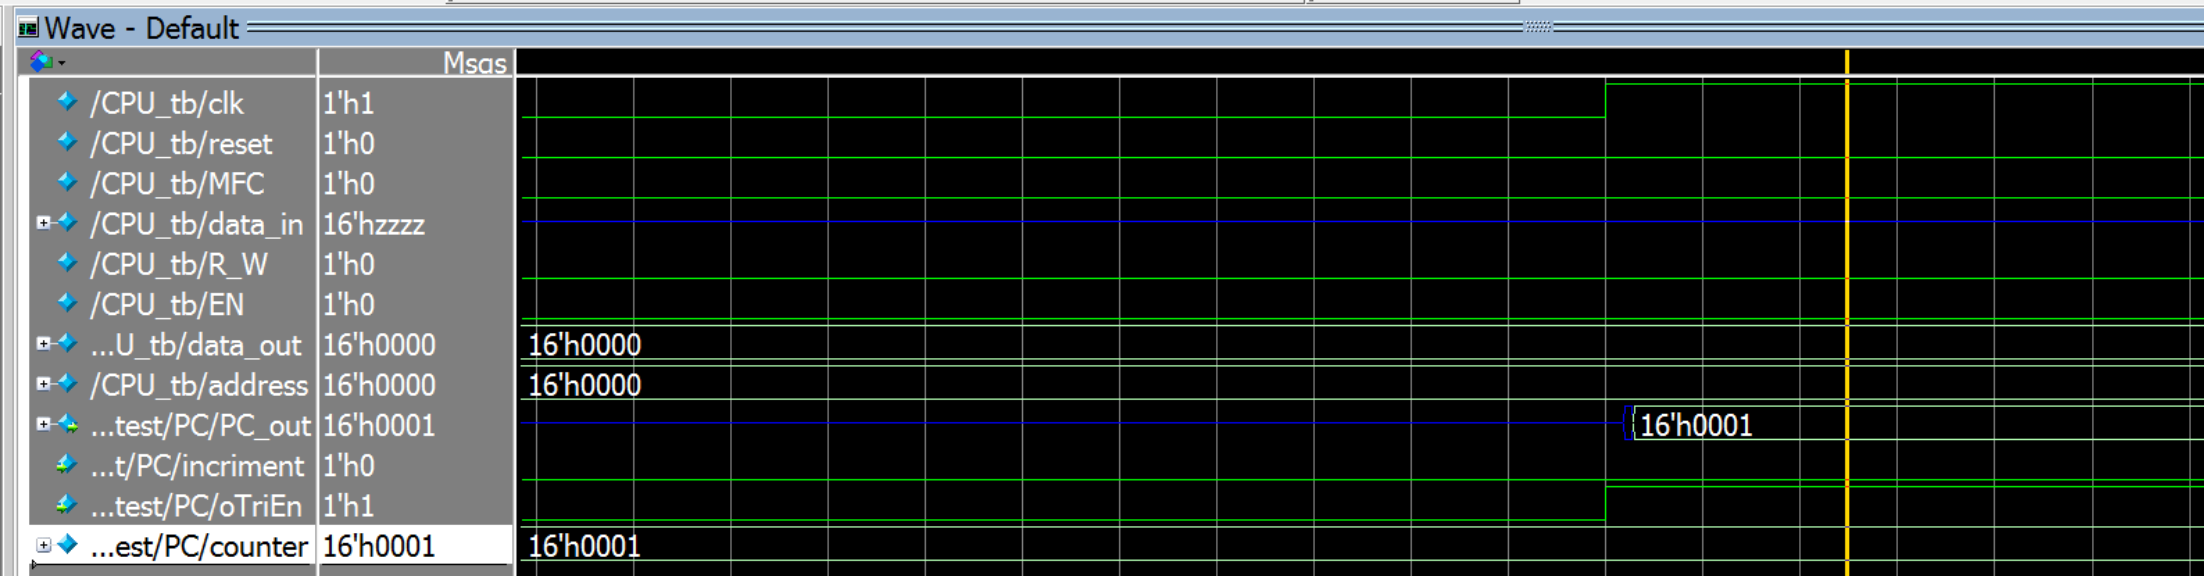 Wave - Default
Msgs
/CPU_tb/clk 1'h1
/CPU_tb/reset 1'h0
/CPU_tb/MFC 1'h0
/CPU_tb/data_in 16'hzzzz
/CPU_tb/R_W 1'h0
/CPU_tb/EN 1'h0
...U_tb/data_out 16'h0000 16'h0000
/CPU_tb/address 16'h0000 16'h0000
...test/PC/PC_out 16'h0001 16'h0001
...t/PC/incriment 1'h0
...test/PC/oTriEn 1'h1
...est/PC/counter 16'h0001 16'h0001